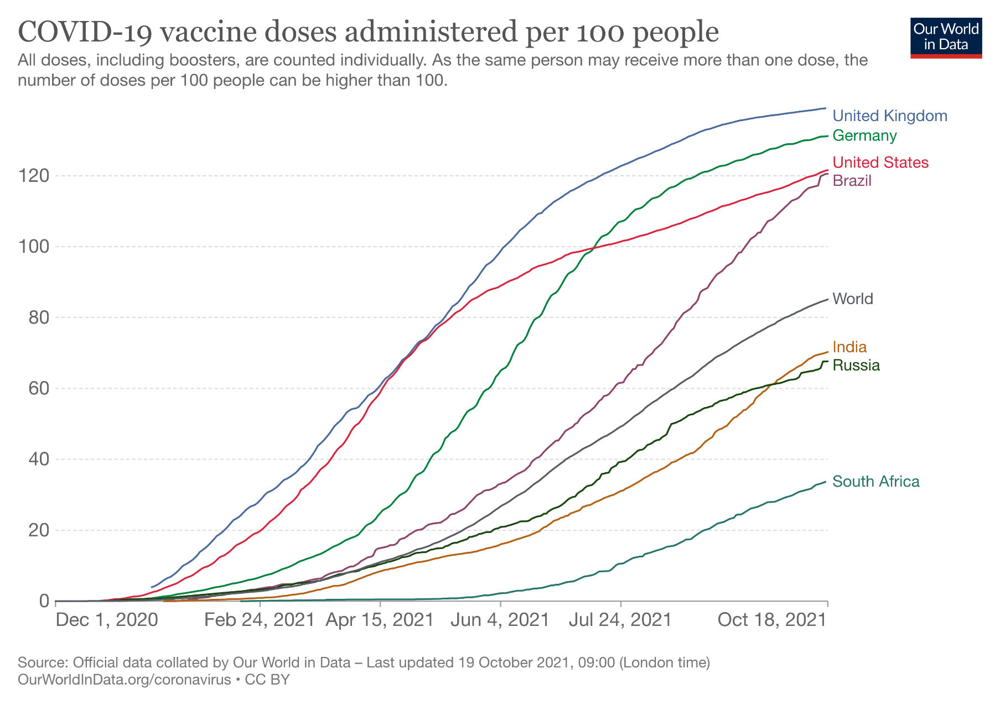 COVID-19 vaccine doses administered per 100 people
Our World
in Data
All doses, including boosters, are counted individually. As the same person may receive more than one dose, the
number of doses per 100 people can be higher than 100.
United Kingdom
Germany
United States
120
Brazil
100
World
80
India
Russia
60
40
South Africa
20
0
Dec 1, 2020
Feb 24, 2021
Apr 15, 2021
Jun 4, 2021
Jul 24, 2021
Oct 18, 2021
Source: Official data collated by Our World in Data – Last updated 19 October 2021, 09:00 (London time)
OurWorldInData.org/coronavirus • CC BY